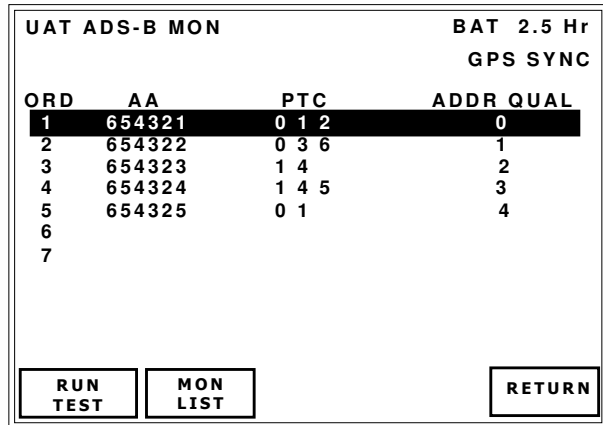 UAT ADS-B MON BAT 2.5 Hr
GPS SYNC
ORD AA PTC ADDR QUAL
1 654321 0 1 2 0
2 654322 0 3 6 1
3 654323 1 4 2
4 654324 1 4 5 3
5 654325 0 1 4
6
7
RUN TEST MON LIST RETURN